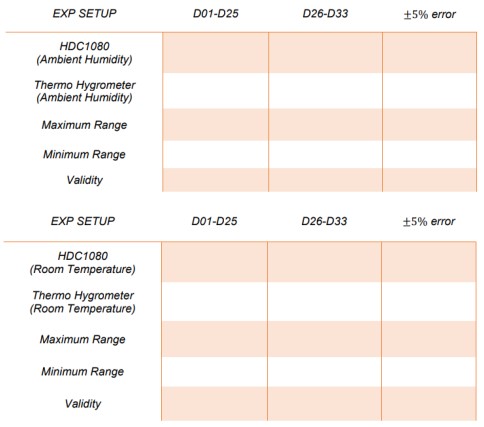 EXP SETUP D01-D25 D26-D33 ±5% error
HDC1080
(Ambient Humidity)
Thermo Hygrometer
(Ambient Humidity)
Maximum Range
Minimum Range
Validity
EXP SETUP D01-D25 D26-D33 ±5% error
HDC1080
(Room Temperature)
Thermo Hygrometer
(Room Temperature)
Maximum Range
Minimum Range
Validity